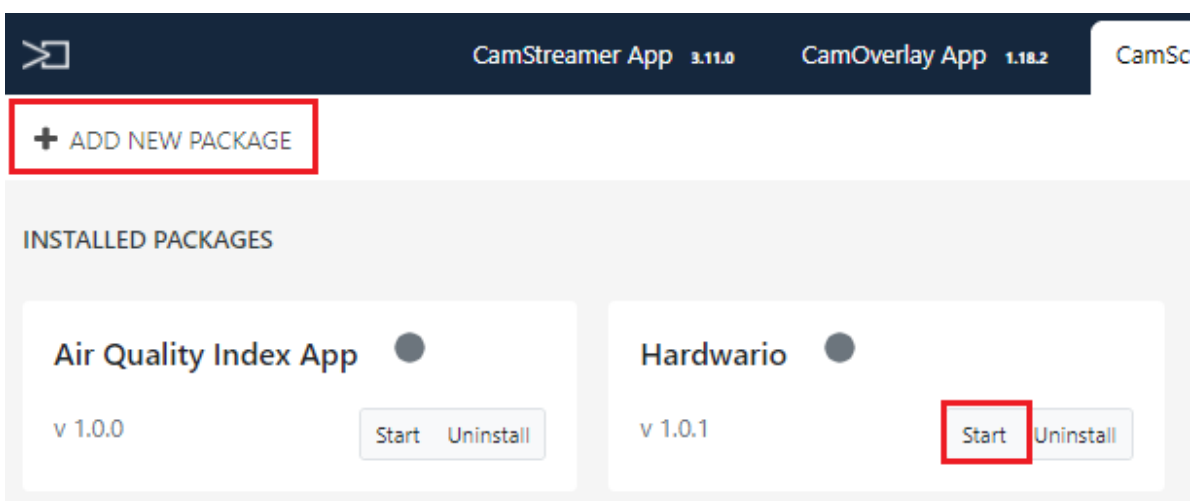 CamStreamer App 3.11.0 CamOverlay App 1.18.2 CamSc
ADD NEW PACKAGE
INSTALLED PACKAGES
Air Quality Index App
v 1.0.0
Start Uninstall
Hardwario
v 1.0.1
Start Uninstall